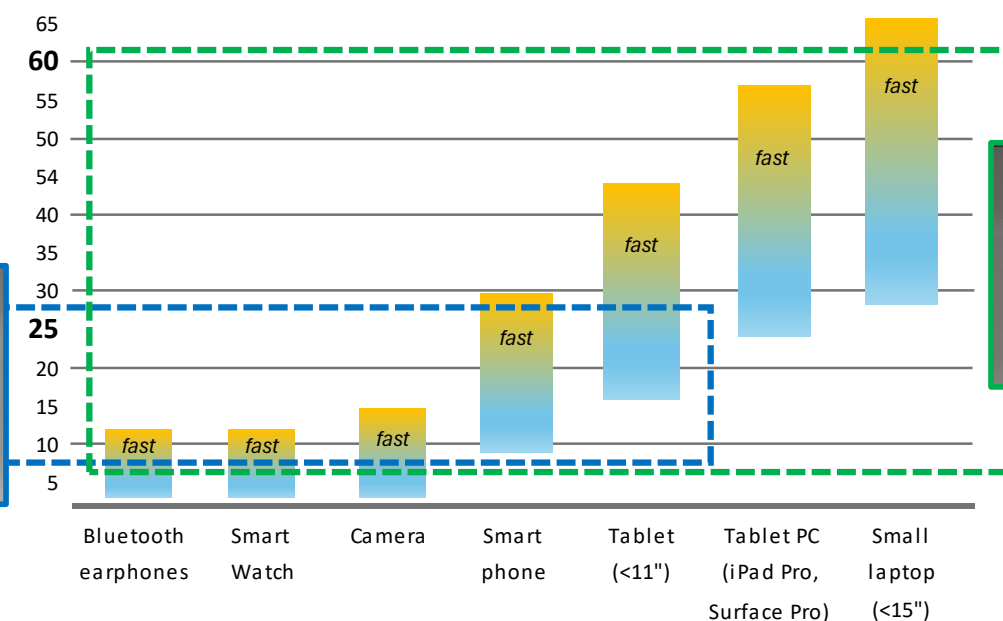 65
60
55
50
54
40
35
30
25
20
15
10
5
fast
fast
fast
fast
fast
fast
fast
Bluetooth
earphones
Smart
Watch
Camera
Smart
phone
Tablet
(<11")
Tablet PC
(iPad Pro,
Surface Pro)
Small
laptop
(<15")